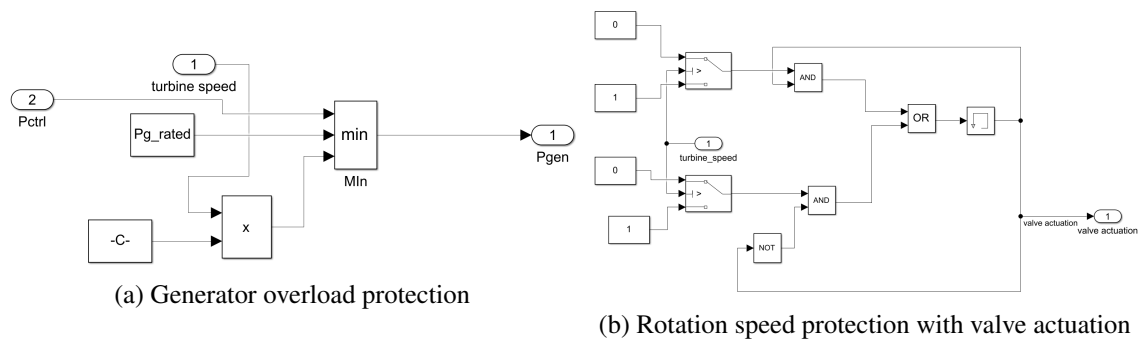 1
turbine speed
2
Pctrl
Pg_rated
min
MIn
1
Pgen
-C-
x
(a) Generator overload protection
0
>
1
AND
OR
1
turbine_speed
0
>
1
AND
NOT
valve actuation
1
valve actuation
(b) Rotation speed protection with valve actuation